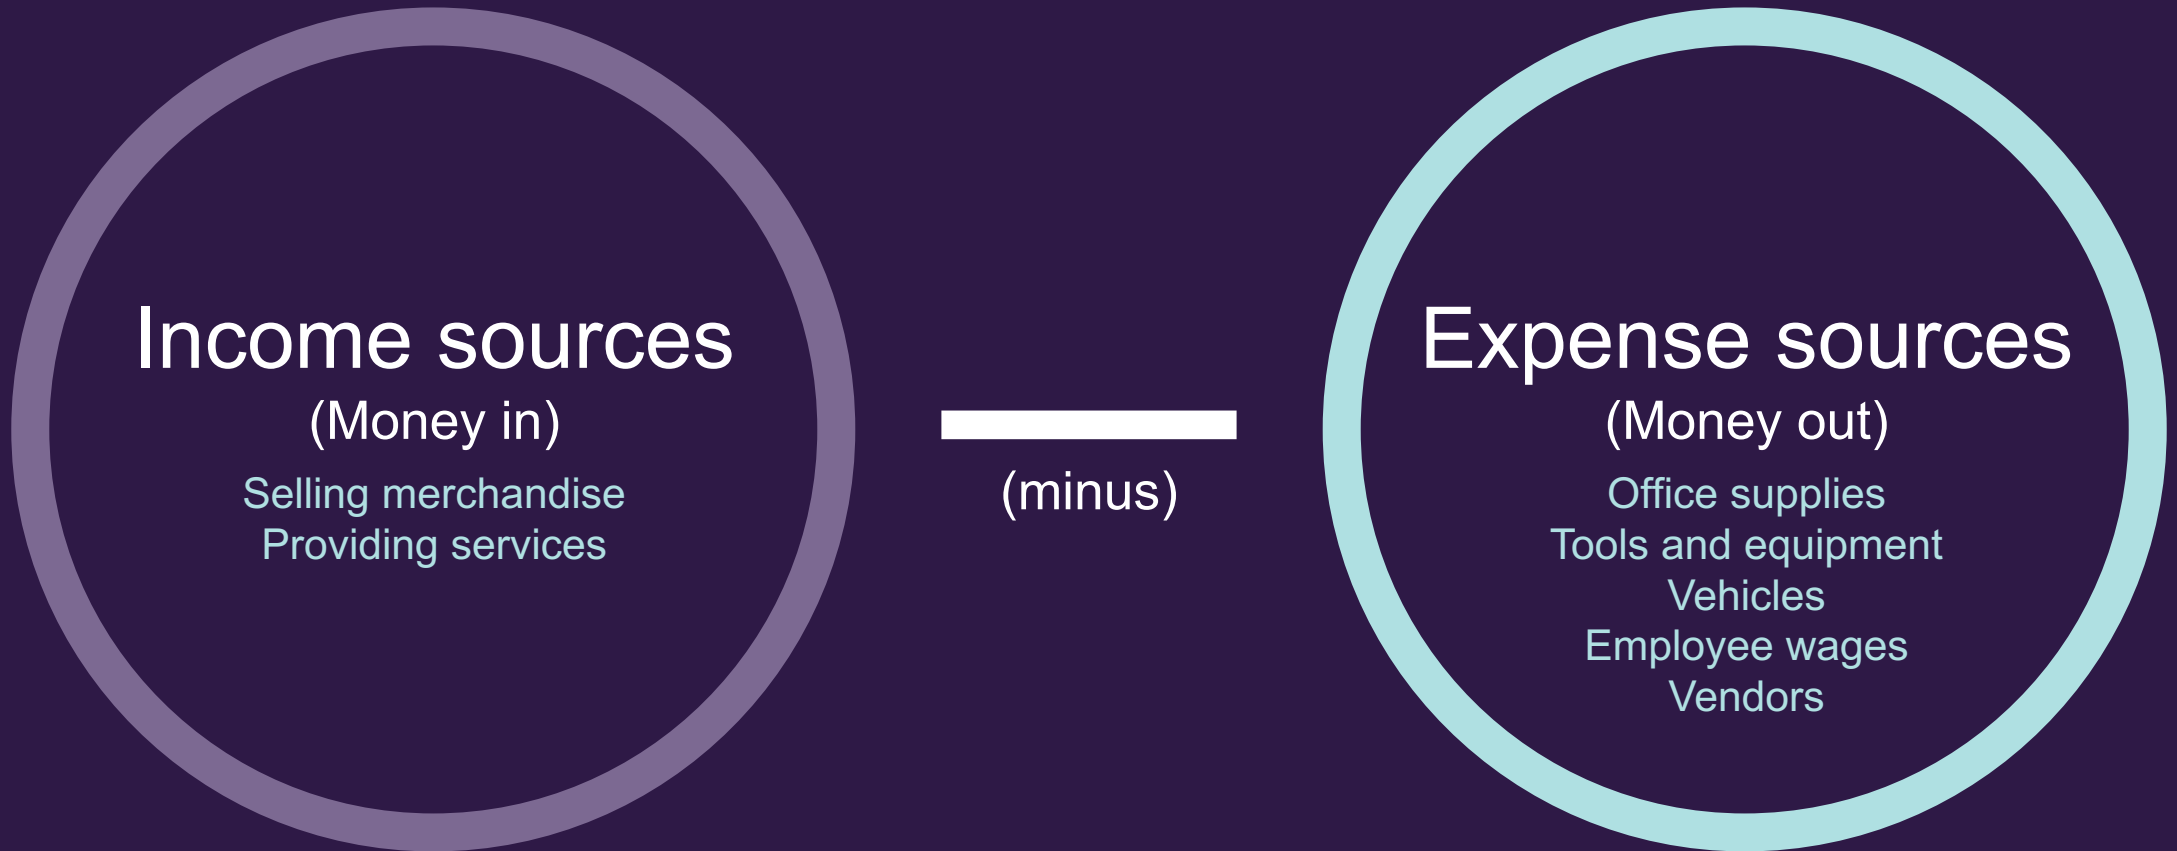 Income sources
(Money in)
Selling merchandise
Providing services
(minus)
Expense sources
(Money out)
Office supplies
Tools and equipment
Vehicles
Employee wages
Vendors